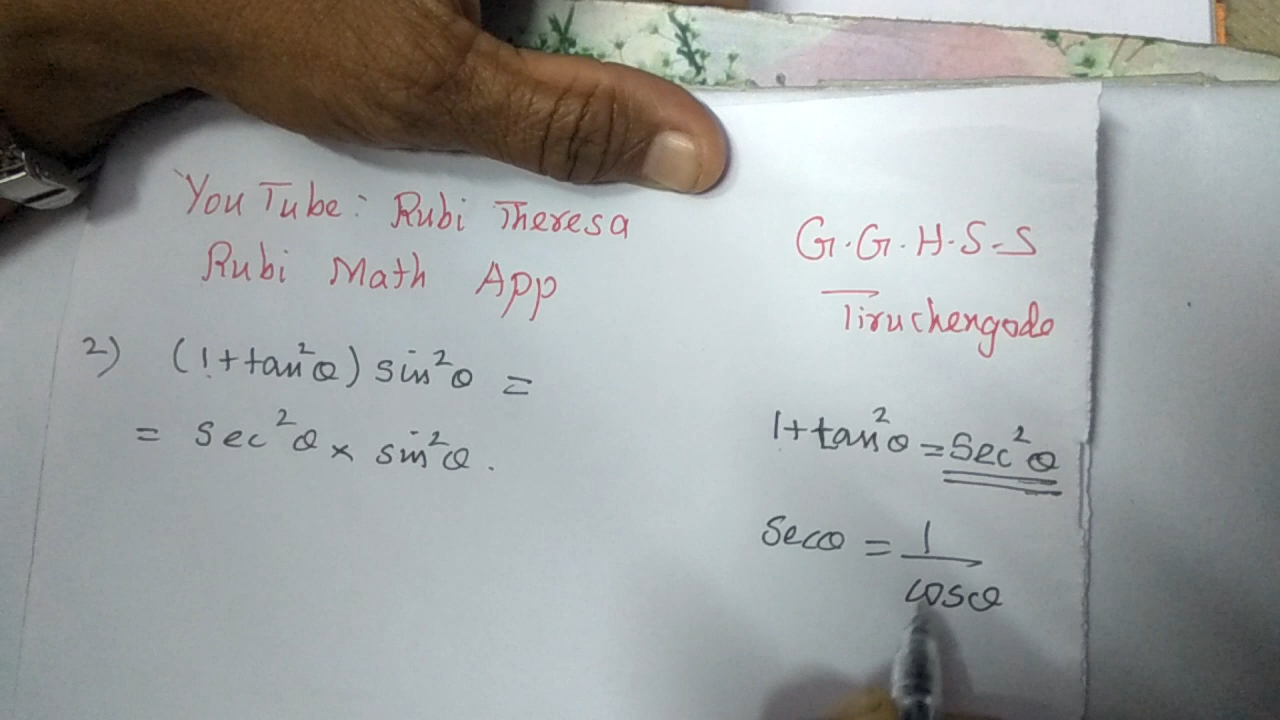 YouTube: Rubi Theresa
Rubi Math App
G.G.H.S.S
Tiruchengode
2) (1+tan²θ) sin²θ =
= sec²θ × sin²θ.
1+tan²θ = Sec²θ
Secθ = 1/cosθ